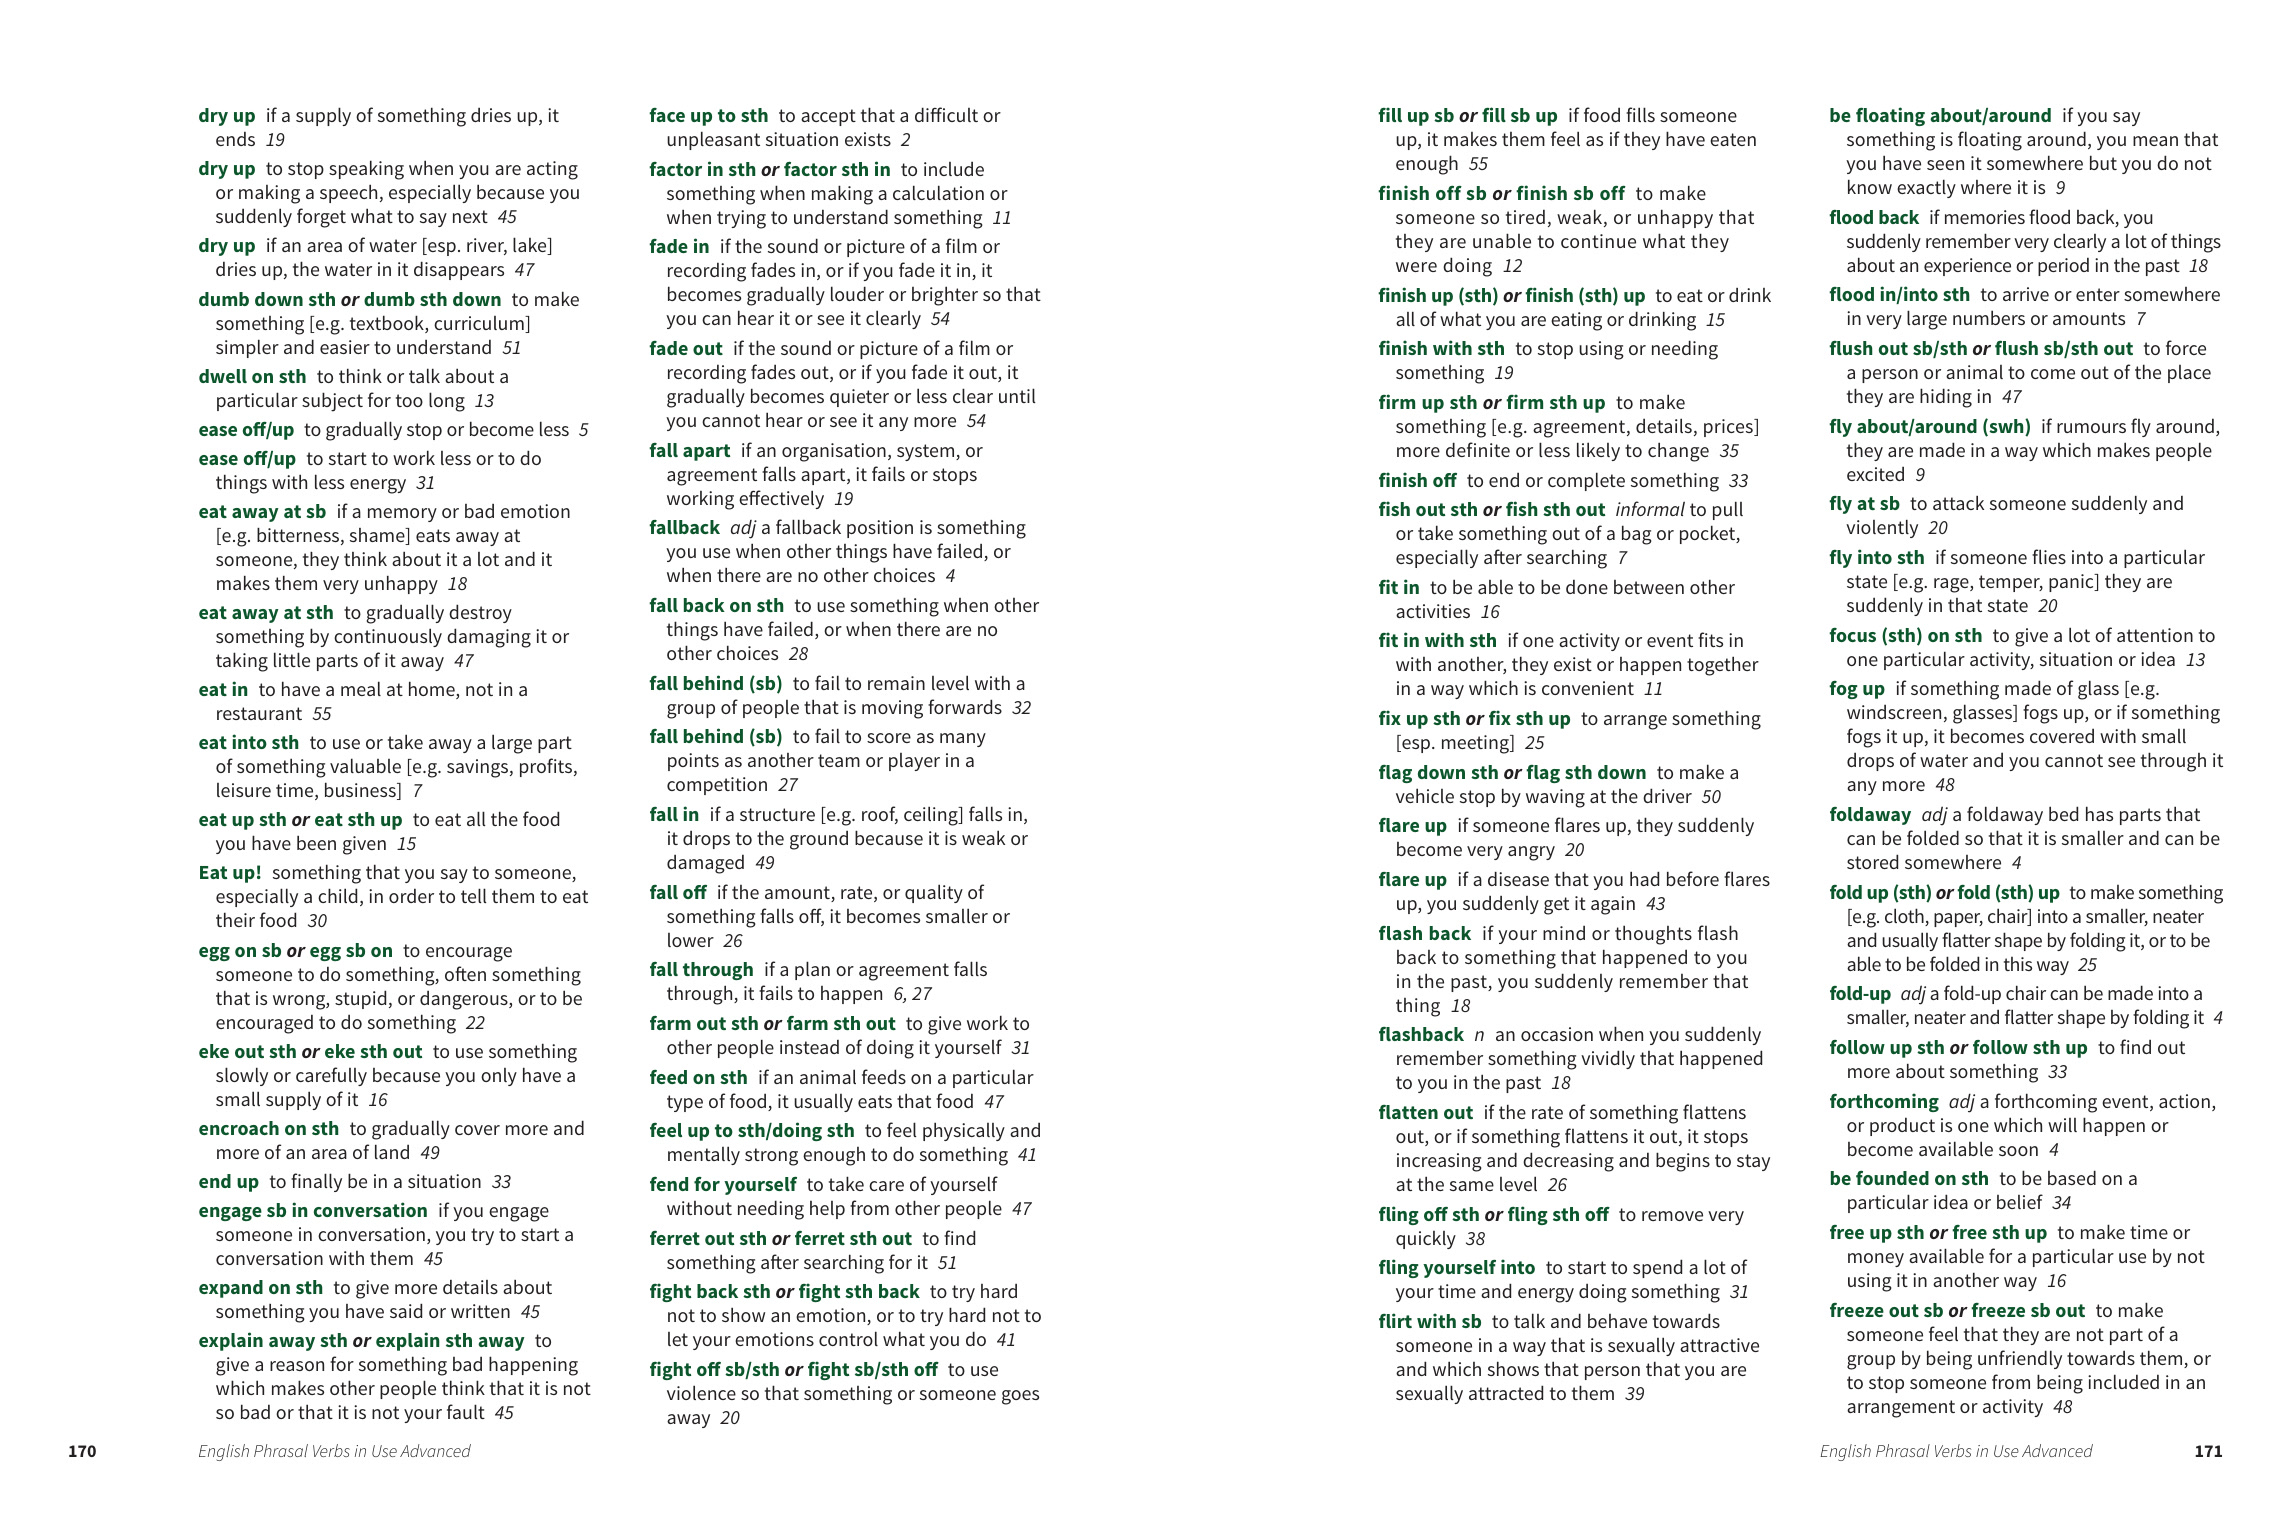 dry up  if a supply of something dries up, it
ends  19
dry up  to stop speaking when you are acting
or making a speech, especially because you
suddenly forget what to say next  45
dry up  if an area of water [esp. river, lake]
dries up, the water in it disappears  47
dumb down sth or dumb sth down  to make
something [e.g. textbook, curriculum]
simpler and easier to understand  51
dwell on sth  to think or talk about a
particular subject for too long  13
ease off/up  to gradually stop or become less  5
ease off/up  to start to work less or to do
things with less energy  31
eat away at sb  if a memory or bad emotion
[e.g. bitterness, shame] eats away at
someone, they think about it a lot and it
makes them very unhappy  18
eat away at sth  to gradually destroy
something by continuously damaging it or
taking little parts of it away  47
eat in  to have a meal at home, not in a
restaurant  55
eat into sth  to use or take away a large part
of something valuable [e.g. savings, profits,
leisure time, business]  7
eat up sth or eat sth up  to eat all the food
you have been given  15
Eat up!  something that you say to someone,
especially a child, in order to tell them to eat
their food  30
egg on sb or egg sb on  to encourage
someone to do something, often something
that is wrong, stupid, or dangerous, or to be
encouraged to do something  22
eke out sth or eke sth out  to use something
slowly or carefully because you only have a
small supply of it  16
encroach on sth  to gradually cover more and
more of an area of land  49
end up  to finally be in a situation  33
engage sb in conversation  if you engage
someone in conversation, you try to start a
conversation with them  45
expand on sth  to give more details about
something you have said or written  45
explain away sth or explain sth away  to
give a reason for something bad happening
which makes other people think that it is not
so bad or that it is not your fault  45
face up to sth  to accept that a difficult or
unpleasant situation exists  2
factor in sth or factor sth in  to include
something when making a calculation or
when trying to understand something  11
fade in  if the sound or picture of a film or
recording fades in, or if you fade it in, it
becomes gradually louder or brighter so that
you can hear it or see it clearly  54
fade out  if the sound or picture of a film or
recording fades out, or if you fade it out, it
gradually becomes quieter or less clear until
you cannot hear or see it any more  54
fall apart  if an organisation, system, or
agreement falls apart, it fails or stops
working effectively  19
fallback  adj a fallback position is something
you use when other things have failed, or
when there are no other choices  4
fall back on sth  to use something when other
things have failed, or when there are no
other choices  28
fall behind (sb)  to fail to remain level with a
group of people that is moving forwards  32
fall behind (sb)  to fail to score as many
points as another team or player in a
competition  27
fall in  if a structure [e.g. roof, ceiling] falls in,
it drops to the ground because it is weak or
damaged  49
fall off  if the amount, rate, or quality of
something falls off, it becomes smaller or
lower  26
fall through  if a plan or agreement falls
through, it fails to happen  6, 27
farm out sth or farm sth out  to give work to
other people instead of doing it yourself  31
feed on sth  if an animal feeds on a particular
type of food, it usually eats that food  47
feel up to sth/doing sth  to feel physically and
mentally strong enough to do something  41
fend for yourself  to take care of yourself
without needing help from other people  47
ferret out sth or ferret sth out  to find
something after searching for it  51
fight back sth or fight sth back  to try hard
not to show an emotion, or to try hard not to
let your emotions control what you do  41
fight off sb/sth or fight sb/sth off  to use
violence so that something or someone goes
away  20
170 English Phrasal Verbs in Use Advanced
fill up sb or fill sb up  if food fills someone
up, it makes them feel as if they have eaten
enough  55
finish off sb or finish sb off  to make
someone so tired, weak, or unhappy that
they are unable to continue what they
were doing  12
finish up (sth) or finish (sth) up  to eat or drink
all of what you are eating or drinking  15
finish with sth  to stop using or needing
something  19
firm up sth or firm sth up  to make
something [e.g. agreement, details, prices]
more definite or less likely to change  35
finish off  to end or complete something  33
fish out sth or fish sth out  informal to pull
or take something out of a bag or pocket,
especially after searching  7
fit in  to be able to be done between other
activities  16
fit in with sth  if one activity or event fits in
with another, they exist or happen together
in a way which is convenient  11
fix up sth or fix sth up  to arrange something
[esp. meeting]  25
flag down sth or flag sth down  to make a
vehicle stop by waving at the driver  50
flare up  if someone flares up, they suddenly
become very angry  20
flare up  if a disease that you had before flares
up, you suddenly get it again  43
flash back  if your mind or thoughts flash
back to something that happened to you
in the past, you suddenly remember that
thing  18
flashback  n  an occasion when you suddenly
remember something vividly that happened
to you in the past  18
flatten out  if the rate of something flattens
out, or if something flattens it out, it stops
increasing and decreasing and begins to stay
at the same level  26
fling off sth or fling sth off  to remove very
quickly  38
fling yourself into  to start to spend a lot of
your time and energy doing something  31
flirt with sb  to talk and behave towards
someone in a way that is sexually attractive
and which shows that person that you are
sexually attracted to them  39
be floating about/around  if you say
something is floating around, you mean that
you have seen it somewhere but you do not
know exactly where it is  9
flood back  if memories flood back, you
suddenly remember very clearly a lot of things
about an experience or period in the past  18
flood in/into sth  to arrive or enter somewhere
in very large numbers or amounts  7
flush out sb/sth or flush sb/sth out  to force
a person or animal to come out of the place
they are hiding in  47
fly about/around (swh)  if rumours fly around,
they are made in a way which makes people
excited  9
fly at sb  to attack someone suddenly and
violently  20
fly into sth  if someone flies into a particular
state [e.g. rage, temper, panic] they are
suddenly in that state  20
focus (sth) on sth  to give a lot of attention to
one particular activity, situation or idea  13
fog up  if something made of glass [e.g.
windscreen, glasses] fogs up, or if something
fogs it up, it becomes covered with small
drops of water and you cannot see through it
any more  48
foldaway  adj a foldaway bed has parts that
can be folded so that it is smaller and can be
stored somewhere  4
fold up (sth) or fold (sth) up  to make something
[e.g. cloth, paper, chair] into a smaller, neater
and usually flatter shape by folding it, or to be
able to be folded in this way  25
fold-up  adj a fold-up chair can be made into a
smaller, neater and flatter shape by folding it  4
follow up sth or follow sth up  to find out
more about something  33
forthcoming  adj a forthcoming event, action,
or product is one which will happen or
become available soon  4
be founded on sth  to be based on a
particular idea or belief  34
free up sth or free sth up  to make time or
money available for a particular use by not
using it in another way  16
freeze out sb or freeze sb out  to make
someone feel that they are not part of a
group by being unfriendly towards them, or
to stop someone from being included in an
arrangement or activity  48
English Phrasal Verbs in Use Advanced 171